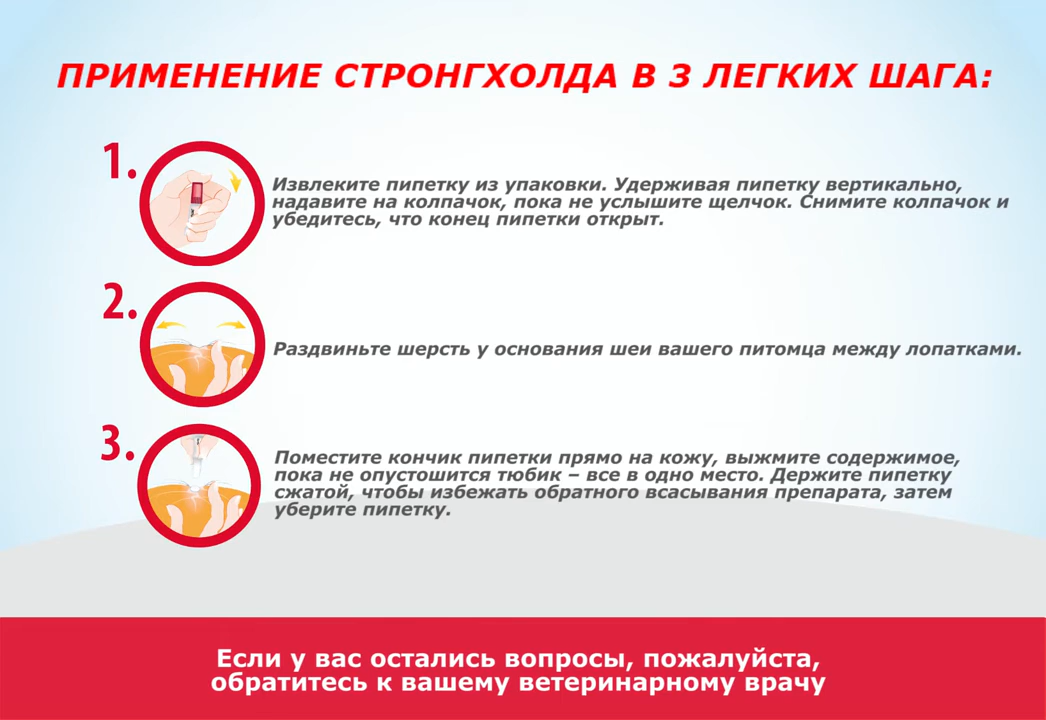 ПРИМЕНЕНИЕ СТРОНГХОЛДА В 3 ЛЕГКИХ ШАГА:
1.
Извлеките пипетку из упаковки. Удерживая пипетку вертикально,
надавите на колпачок, пока не услышите щелчок. Снимите колпачок и
убедитесь, что конец пипетки открыт.
2.
Раздвиньте шерсть у основания шеи вашего питомца между лопатками.
3.
Поместите кончик пипетки прямо на кожу, выжмите содержимое,
пока не опустошится тюбик – все в одно место. Держите пипетку
сжатой, чтобы избежать обратного всасывания препарата, затем
уберите пипетку.
Если у вас остались вопросы, пожалуйста,
обратитесь к вашему ветеринарному врачу